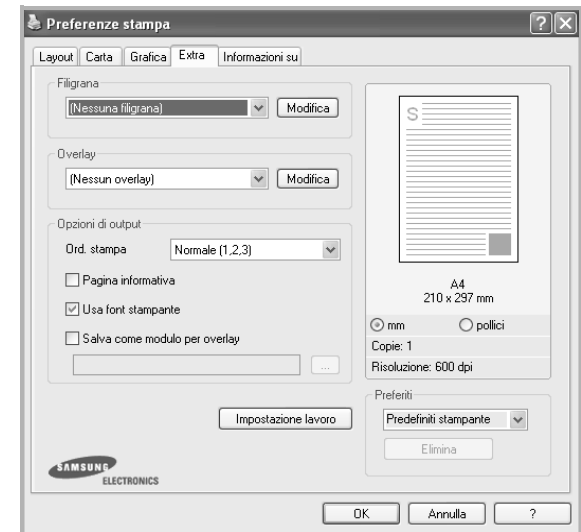 Preferenze stampa
Layout Carta Grafica Extra Informazioni su
Filigrana
(Nessuna filigrana) Modifica
Overlay
(Nessun overlay) Modifica
Opzioni di output
Ord. stampa Normale (1,2,3)
Pagina informativa
Usa font stampante
Salva come modulo per overlay
...
Impostazione lavoro
SAMSUNG
ELECTRONICS
S
A4
210 x 297 mm
mm pollici
Copie: 1
Risoluzione: 600 dpi
Preferiti
Predefiniti stampante
Elimina
OK Annulla ?